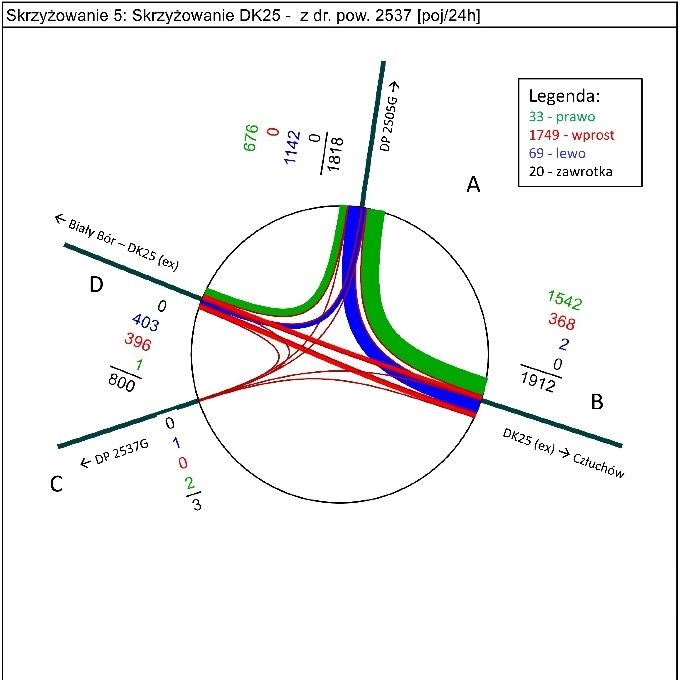 Skrzyżowanie 5: Skrzyżowanie DK25 -  z dr. pow. 2537 [poj/24h]
Legenda:
33 - prawo
1749 - wprost
69 - lewo
20 - zawrotka
DP 2505G →
676
0
1142
0
1818
A
← Biały Bór – DK25 (ex)
D
0
403
396
1
800
1542
368
2
0
1912
B
DK25 (ex) → Człuchów
← DP 2537G
C
0
1
0
2
3